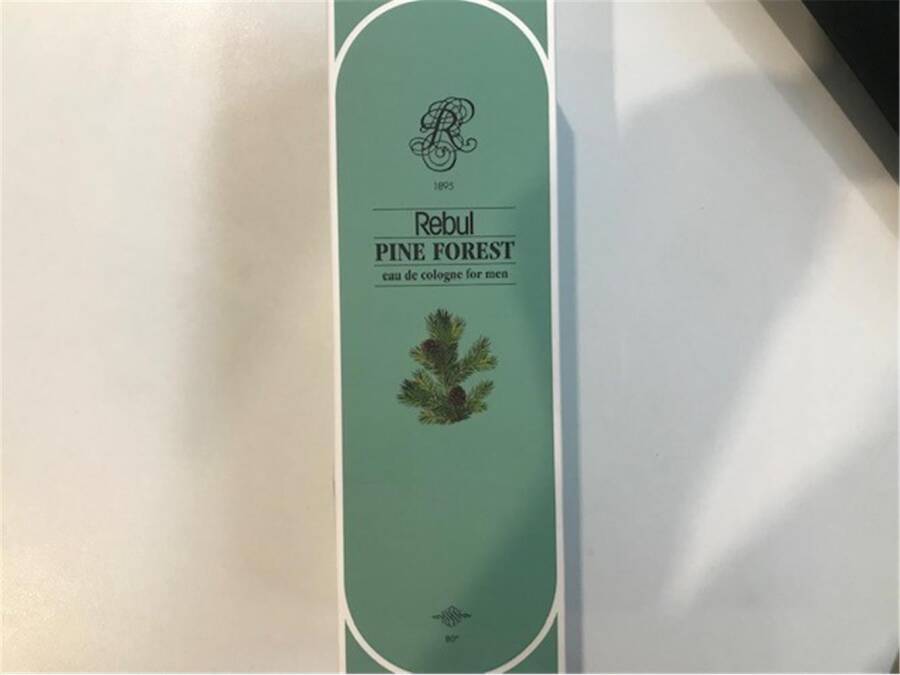 R
1895
Rebul
PINE FOREST
eau de cologne for men
80°